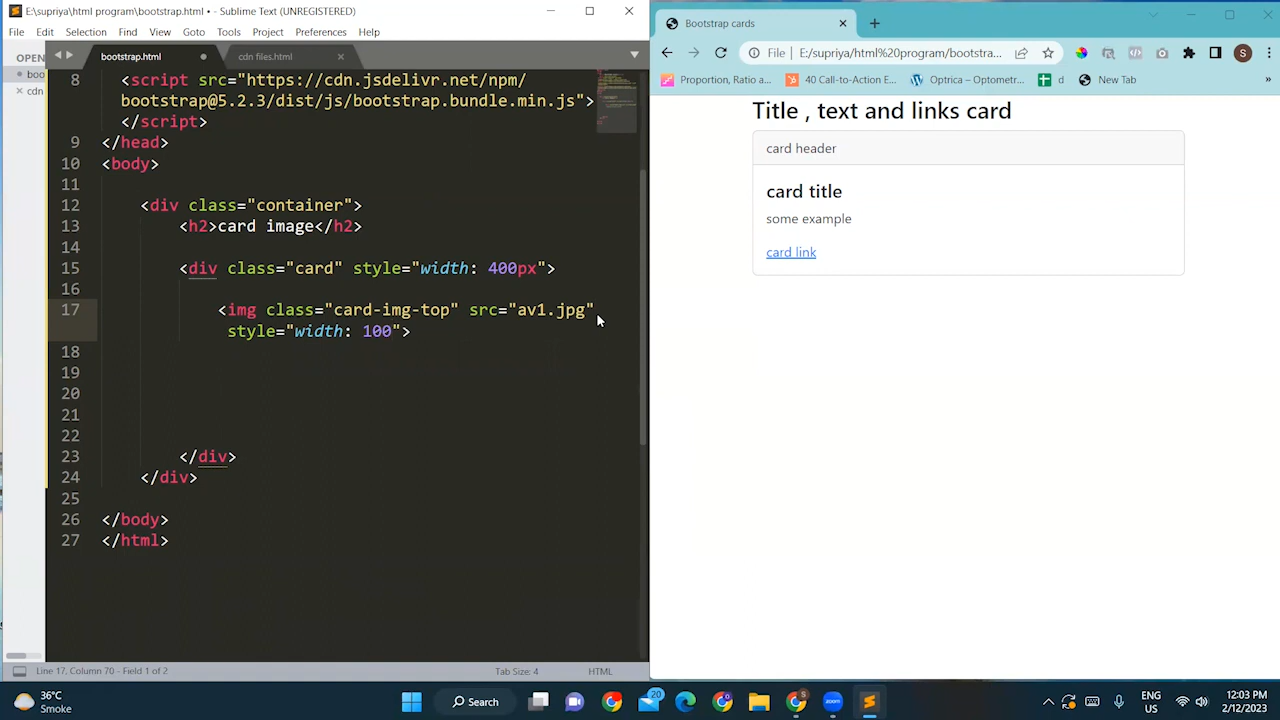 E:\supriya\html program\bootstrap.html • - Sublime Text (UNREGISTERED)
File Edit Selection Find View Goto Tools Project Preferences Help
OPEN
boo
cdn
bootstrap.html
cdn files.html
8 <script src="https://cdn.jsdelivr.net/npm/
bootstrap@5.2.3/dist/js/bootstrap.bundle.min.js">
</script>
9 </head>
10 <body>
11
12 <div class="container">
13 <h2>card image</h2>
14
15 <div class="card" style="width: 400px">
16
17 <img class="card-img-top" src="av1.jpg"
style="width: 100">
18
19
20
21
22
23 </div>
24 </div>
25
26 </body>
27 </html>
Line 17, Column 70 - Field 1 of 2
Tab Size: 4
HTML
Bootstrap cards
File | E:/supriya/html%20program/bootstra...
Proportion, Ratio a... 40 Call-to-Action E... Optrica – Optometr... New Tab »
S
Title , text and links card
card header
card title
some example
card link
36°C
Smoke
Search
20
ENG
US
12:03 PM
2/12/2023